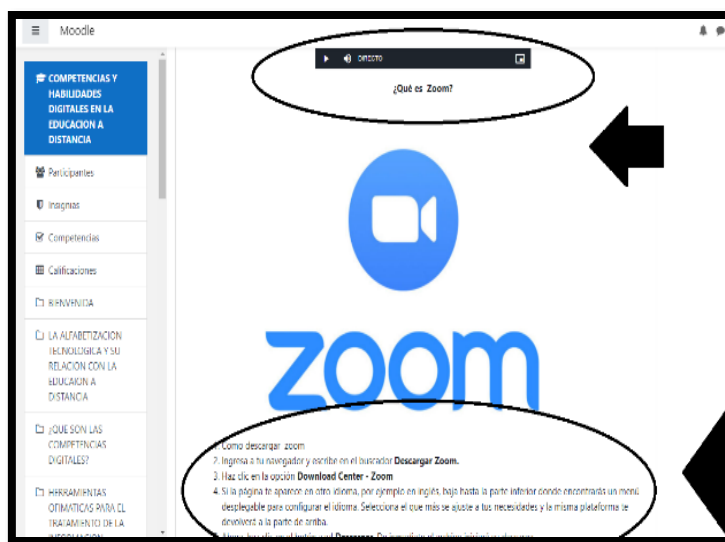 Moodle
COMPETENCIAS Y
HABILIDADES
DIGITALES EN LA
EDUCACION A
DISTANCIA
Participantes
Insignias
Competencias
Calificaciones
BIENVENIDA
LA ALFABETIZACION
TECNOLOGICA Y SU
RELACION CON LA
EDUCAION A
DISTANCIA
¿QUE SON LAS
COMPETENCIAS
DIGITALES?
HERRAMIENTAS
OFIMATICAS PARA EL
TRATAMIENTO DE LA
INFORMACION
DIRECTO
¿Qué es Zoom?
zoom
1. Como descargar zoom
2. Ingresa a tu navegador y escribe en el buscador Descargar Zoom.
3. Haz clic en la opción Download Center - Zoom
4. Si la página te aparece en otro idioma, por ejemplo en inglés, baja hasta la parte inferior donde encontrarás un menú
desplegable para configurar el idioma. Selecciona el que más se ajuste a tus necesidades y la misma plataforma te
devolverá a la parte de arriba.